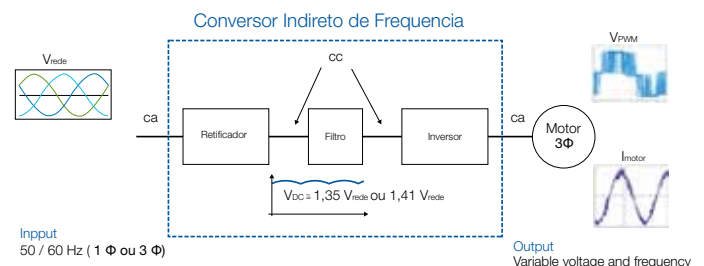 Conversor Indireto de Frequencia
Vrede
VPWM
cc
ca
Retificador
Filtro
Inversor
ca
Motor
3Φ
Imotor
VDC ≅ 1,35 Vrede ou 1,41 Vrede
Inpput
50 / 60 Hz ( 1 Φ ou 3 Φ)
Output
Variable voltage and frequency